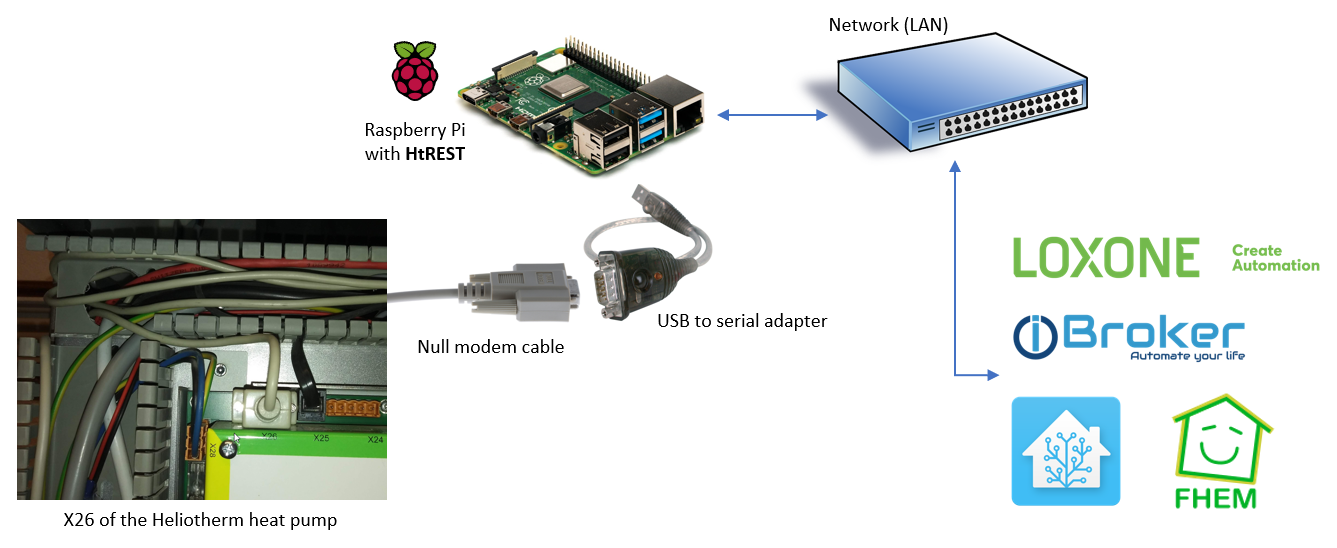 Network (LAN)
Raspberry Pi
with HtREST
LOXONE
Create
Automation
USB to serial adapter
iBroker
Automate your life
Null modem cable
X26
X25
X24
X28
FHEM
X26 of the Heliotherm heat pump